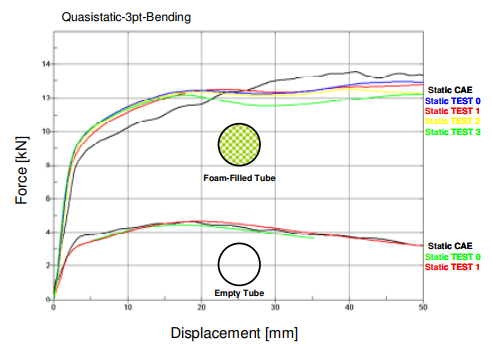 Quasistatic-3pt-Bending
Force [kN]
14
12
10
8
6
4
2
0
0
10
20
30
40
50
Displacement [mm]
Foam-Filled Tube
Empty Tube
Static CAE
Static TEST 0
Static TEST 1
Static TEST 2
Static TEST 3
Static CAE
Static TEST 0
Static TEST 1